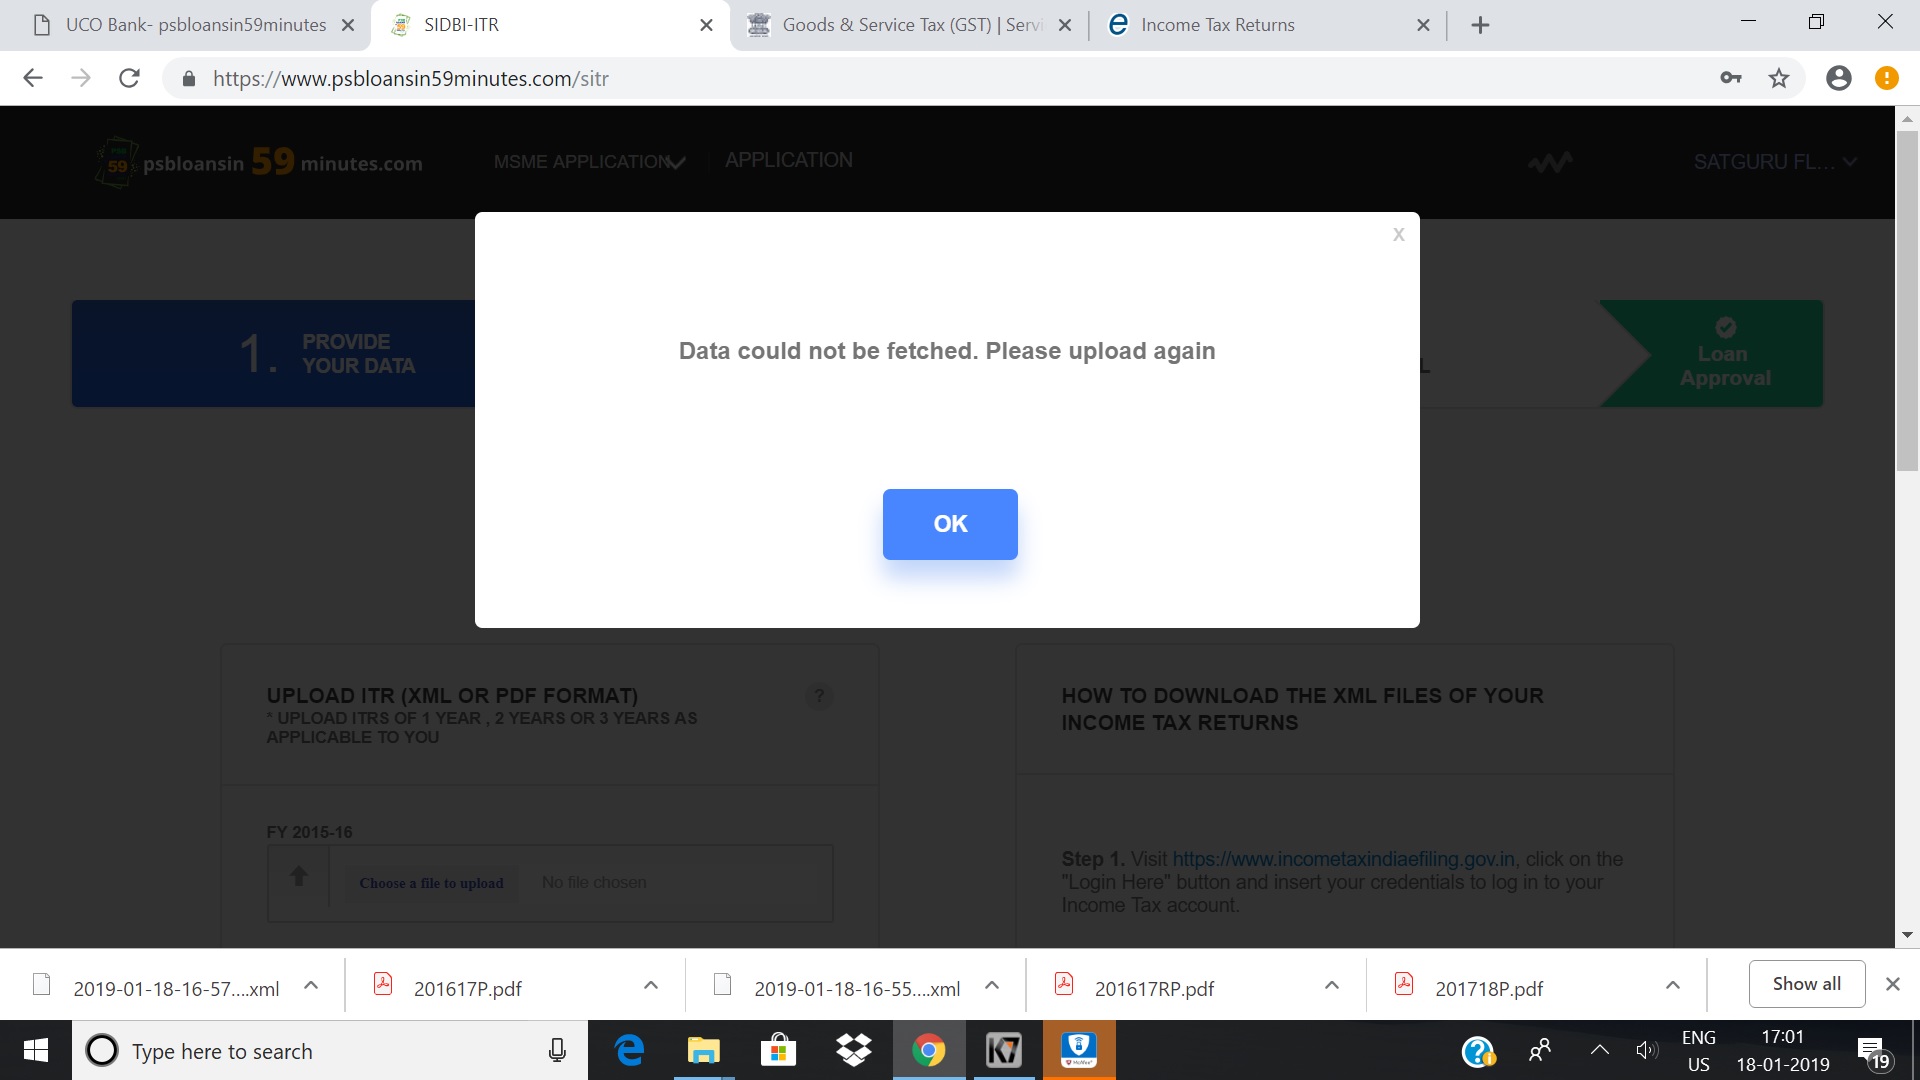 UCO Bank- psbloansin59minutes
SIDBI-ITR
Goods & Service Tax (GST) | Servi
Income Tax Returns
https://www.psbloansin59minutes.com/sitr
59 psbloansin 59 minutes.com
MSME APPLICATION
APPLICATION
SATGURU FL...
X
1. PROVIDE
YOUR DATA
Data could not be fetched. Please upload again
L
Loan
Approval
OK
UPLOAD ITR (XML OR PDF FORMAT)
?
* UPLOAD ITRS OF 1 YEAR , 2 YEARS OR 3 YEARS AS
APPLICABLE TO YOU
FY 2015-16
Choose a file to upload
No file chosen
HOW TO DOWNLOAD THE XML FILES OF YOUR
INCOME TAX RETURNS
Step 1. Visit https://www.incometaxindiaefiling.gov.in, click on the
"Login Here" button and insert your credentials to log in to your
Income Tax account.
2019-01-18-16-57....xml
201617P.pdf
2019-01-18-16-55....xml
201617RP.pdf
201718P.pdf
Show all
Type here to search
K7
ENG
US
17:01
18-01-2019
19